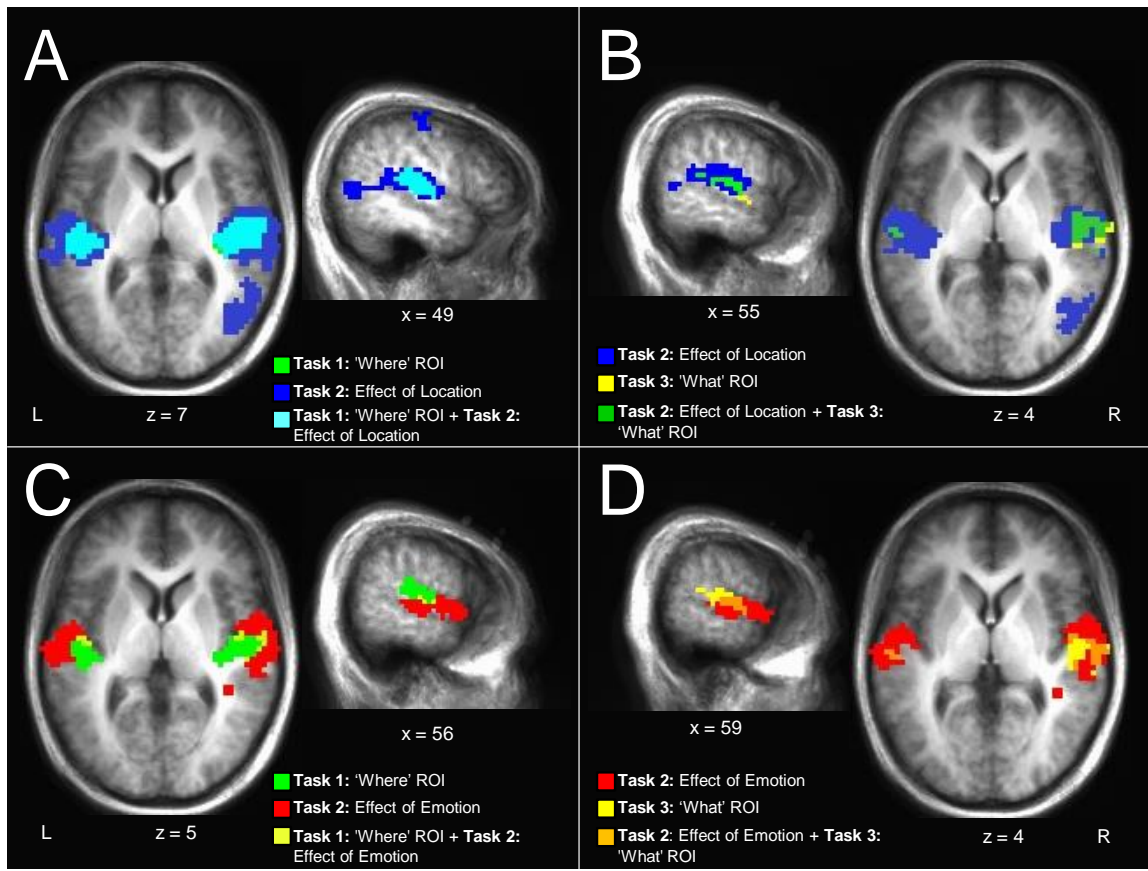 A
x = 49
Task 1: 'Where' ROI
Task 2: Effect of Location
Task 1: 'Where' ROI + Task 2:
Effect of Location
L
z = 7
B
x = 55
Task 2: Effect of Location
Task 3: 'What' ROI
Task 2: Effect of Location + Task 3:
'What' ROI
z = 4
R
C
x = 56
Task 1: 'Where' ROI
Task 2: Effect of Emotion
Task 1: 'Where' ROI + Task 2:
Effect of Emotion
L
z = 5
D
x = 59
Task 2: Effect of Emotion
Task 3: 'What' ROI
Task 2: Effect of Emotion + Task 3:
'What' ROI
z = 4
R